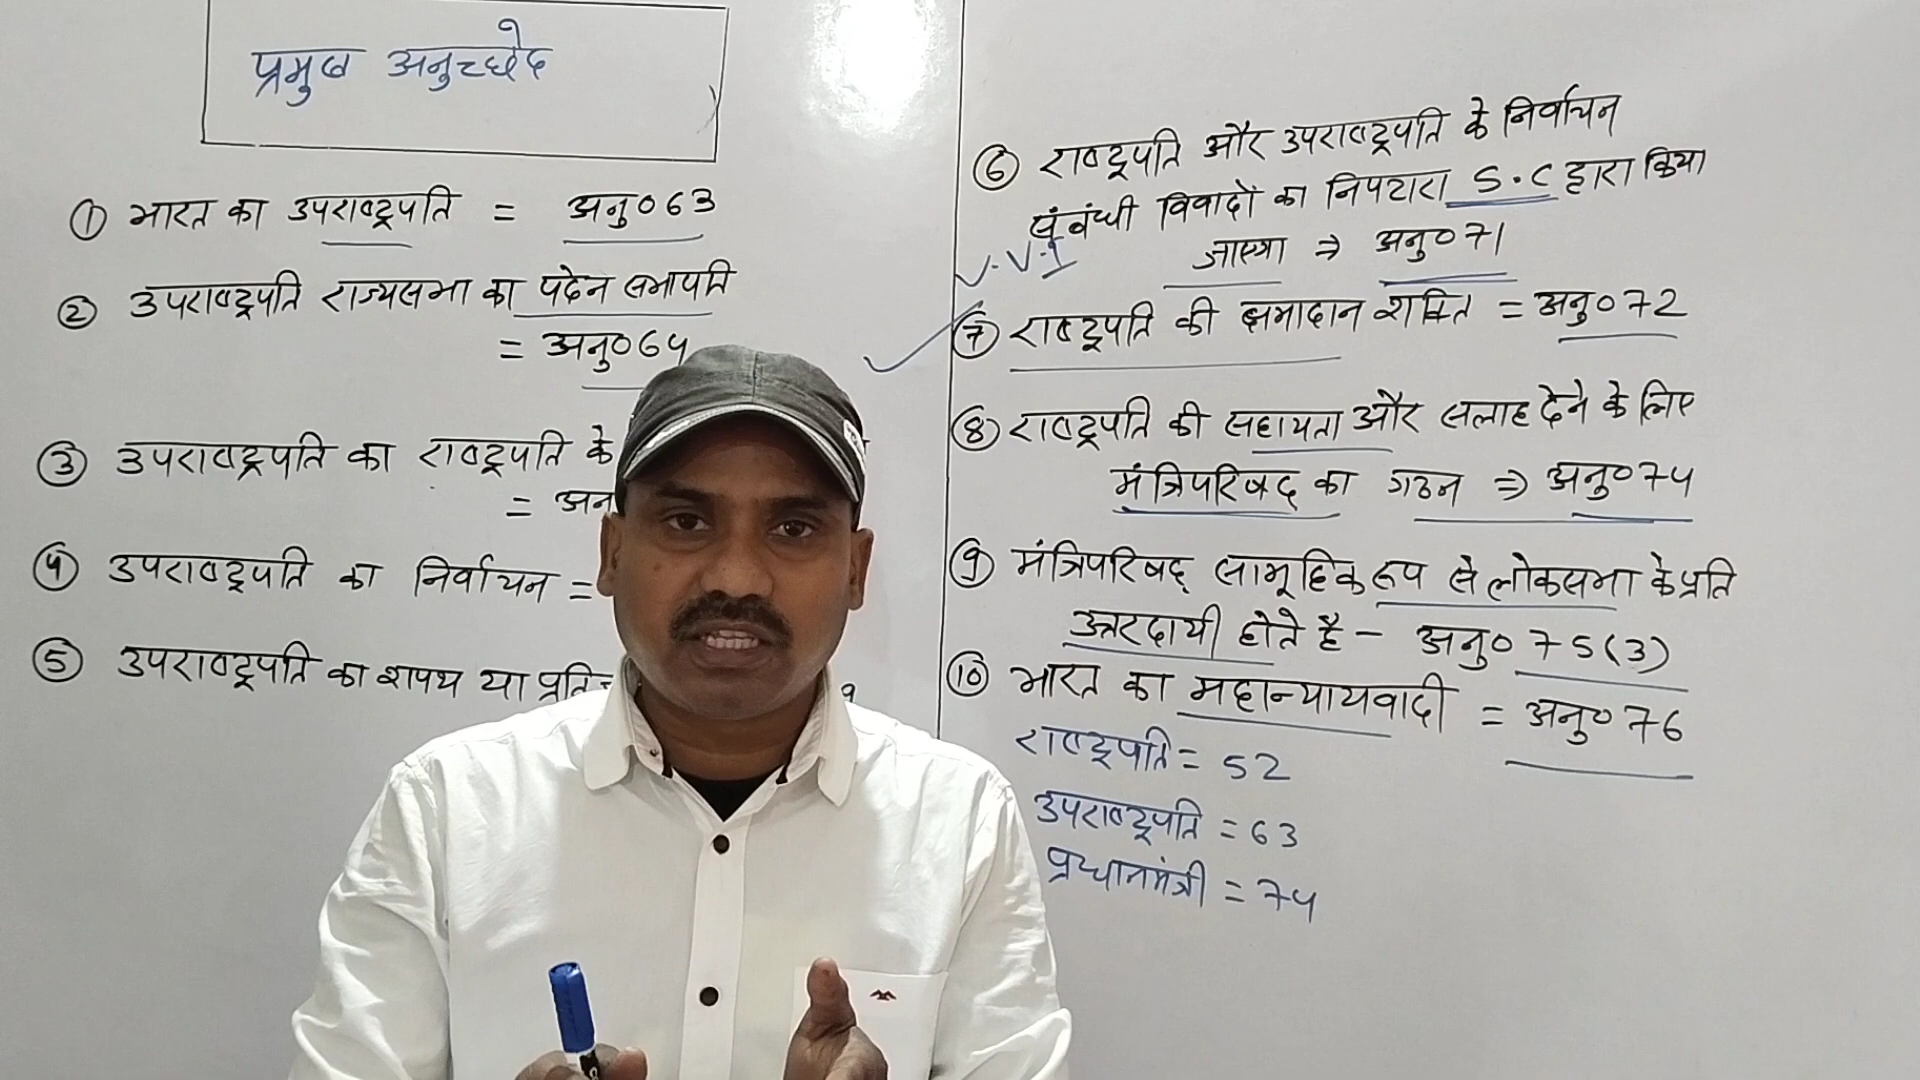 प्रमुख अनुच्छेद
① भारत का उपराष्ट्रपति = अनु० 63
② उपराष्ट्रपति राज्यसभा का पदेन सभापति
= अनु० 64
③ उपराष्ट्रपति का राष्ट्रपति के
= अनु
④ उपराष्ट्रपति का निर्वाचन =
⑤ उपराष्ट्रपति का शपथ या
⑥ राष्ट्रपति और उपराष्ट्रपति के निर्वाचन
संबंधी विवादों का निपटारा S.C द्वारा किया
जाएगा ⇒ अनु० 71
V.V.I
⑦ राष्ट्रपति की क्षमादान शक्ति = अनु० 72
⑧ राष्ट्रपति की सहायता और सलाह देने के लिए
मंत्रिपरिषद का गठन ⇒ अनु० 74
⑨ मंत्रिपरिषद् सामूहिक रूप से लोकसभा के प्रति
उत्तरदायी होते है - अनु० 75(3)
⑩ भारत का महान्यायवादी = अनु० 76
राष्ट्रपति = 52
उपराष्ट्रपति = 63
प्रधानमंत्री = 74